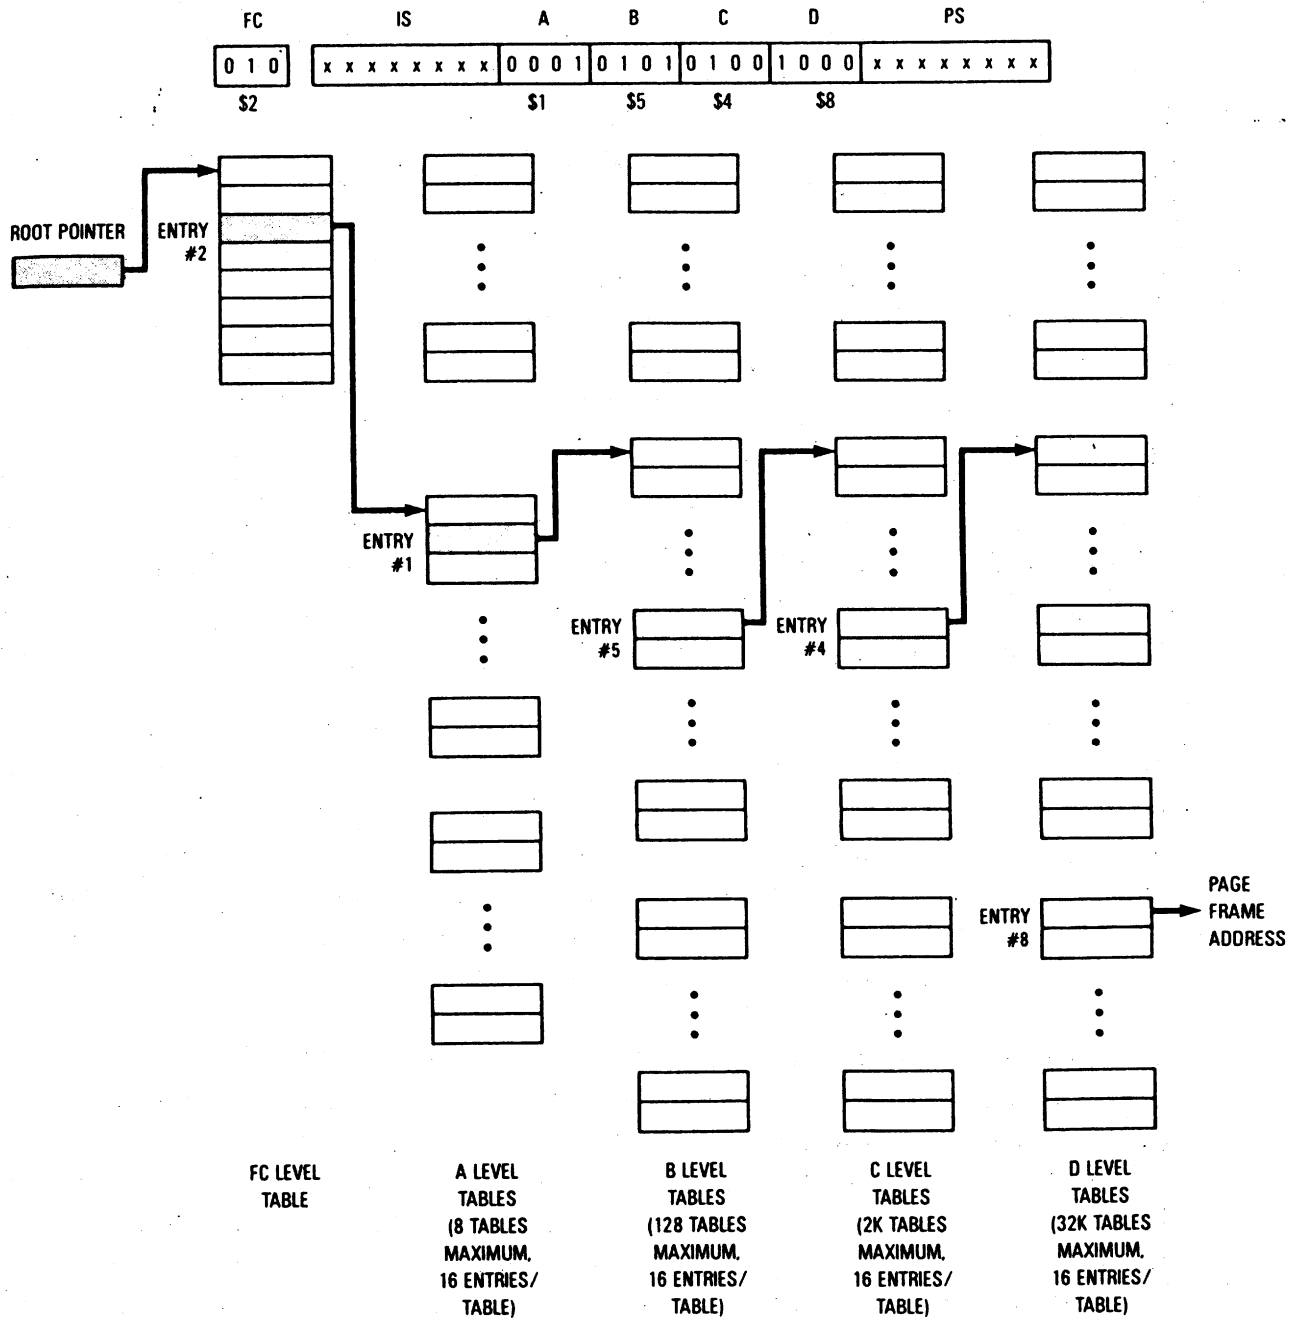 FC IS A B C D PS
0 1 0 x x x x x x x x 0 0 0 1 0 1 0 1 0 1 0 0 1 0 0 0 x x x x x x x x
$2 $1 $5 $4 $8
ROOT POINTER
ENTRY
#2
ENTRY
#1
ENTRY
#5
ENTRY
#4
ENTRY
#8
PAGE
FRAME
ADDRESS
FC LEVEL
TABLE
A LEVEL
TABLES
(8 TABLES
MAXIMUM,
16 ENTRIES/
TABLE)
B LEVEL
TABLES
(128 TABLES
MAXIMUM,
16 ENTRIES/
TABLE)
C LEVEL
TABLES
(2K TABLES
MAXIMUM,
16 ENTRIES/
TABLE)
D LEVEL
TABLES
(32K TABLES
MAXIMUM,
16 ENTRIES/
TABLE)